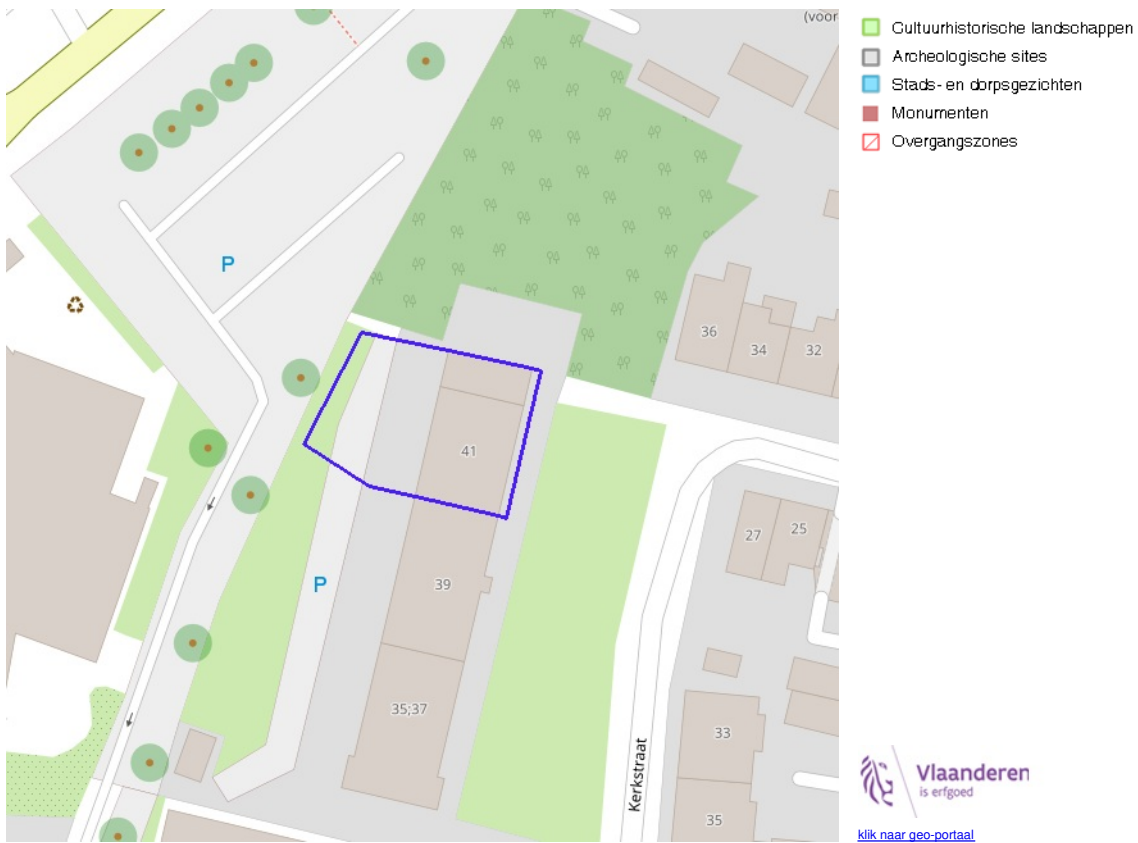 (voor
Cultuurhistorische landschappen
Archeologische sites
Stads- en dorpsgezichten
Monumenten
Overgangszones
P
36
34
32
41
27
25
39
P
35;37
33
Kerkstraat
35
Vlaanderen
is erfgoed
klik naar geo-portaal